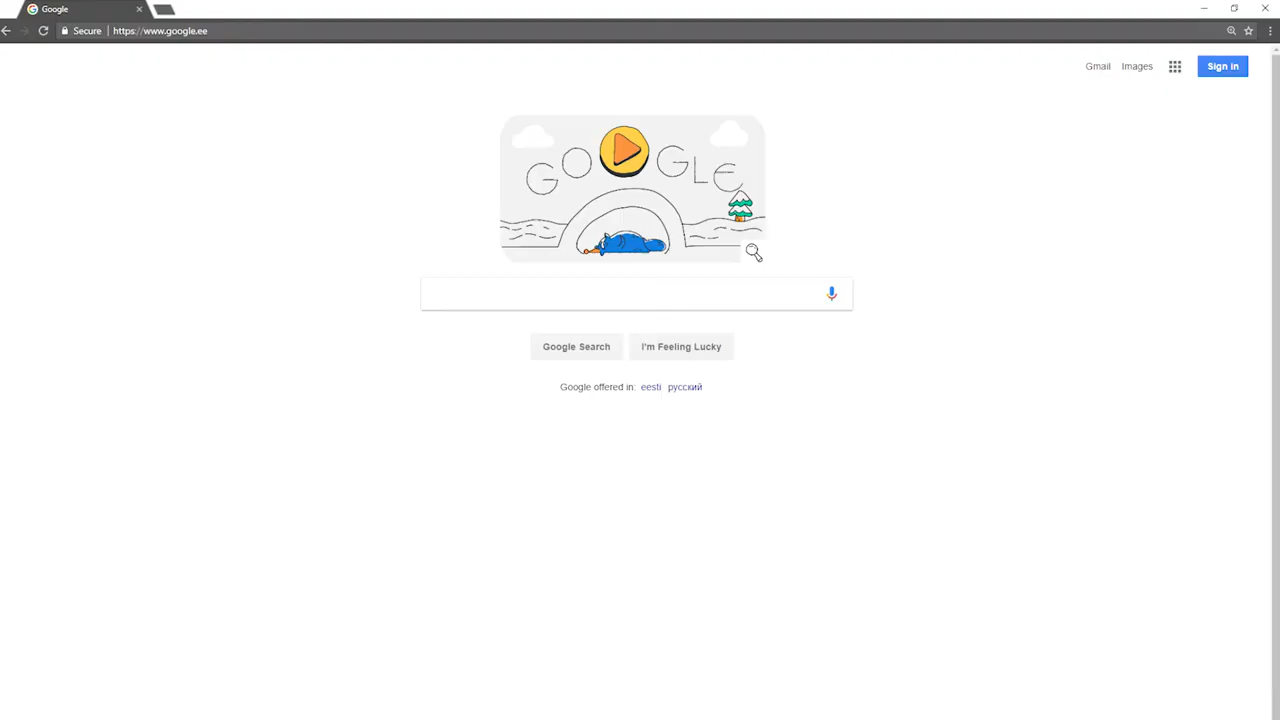 Google
Secure https://www.google.ee
Gmail Images Sign in
GOOGLE
Google Search I'm Feeling Lucky
Google offered in: eesti русский